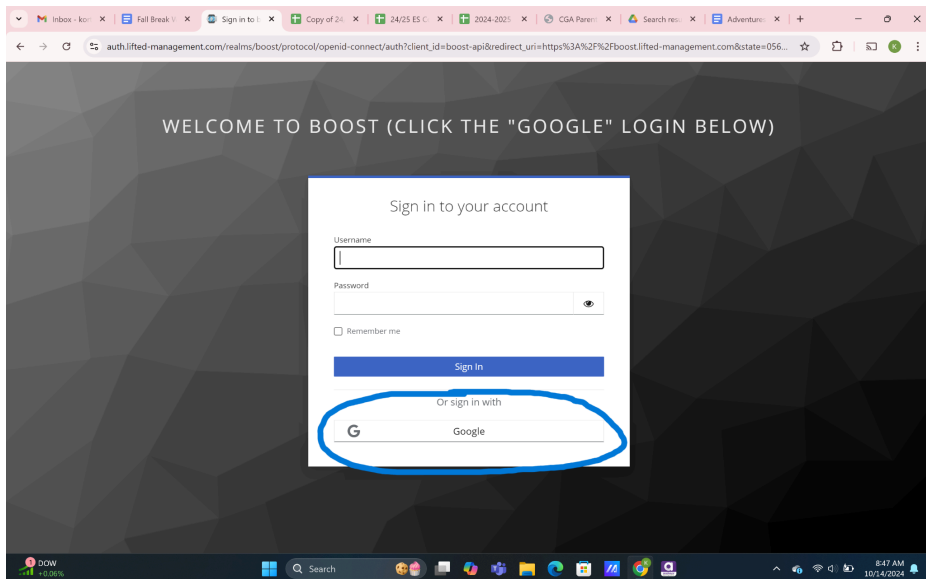 Inbox - kor
Fall Break V
Sign in to b
Copy of 24
24/25 ES C
2024-2025
CGA Parent
Search res
Adventure
auth.lifted-management.com/realms/boost/protocol/openid-connect/auth?client_id=boost-api&redirect_uri=https%3A%2F%2Fboost.lifted-management.com&state=056...
K
WELCOME TO BOOST (CLICK THE "GOOGLE" LOGIN BELOW)
Sign in to your account
Username
Password
Remember me
Sign In
Or sign in with
G Google
1
DOW
+0.06%
Search
8:47 AM
10/14/2024